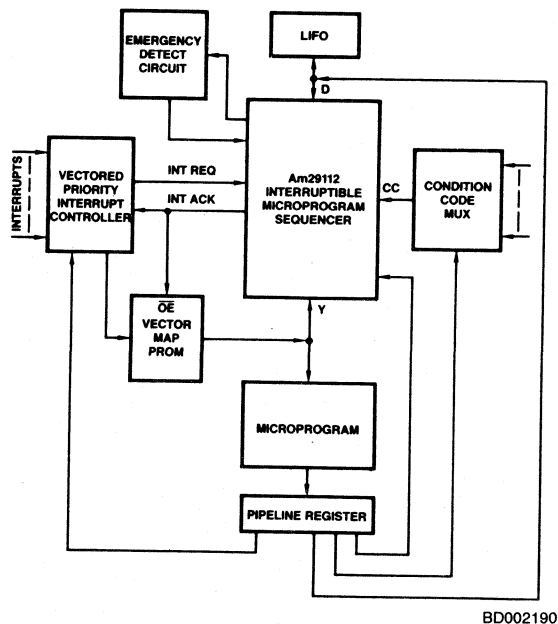 EMERGENCY
DETECT
CIRCUIT
LIFO
D
INTERRUPTS
VECTORED
PRIORITY
INTERRUPT
CONTROLLER
INT REQ
INT ACK
Am29112
INTERRUPTIBLE
MICROPROGRAM
SEQUENCER
CC
CONDITION
CODE
MUX
OE
VECTOR
MAP
PROM
Y
MICROPROGRAM
PIPELINE REGISTER
BD002190